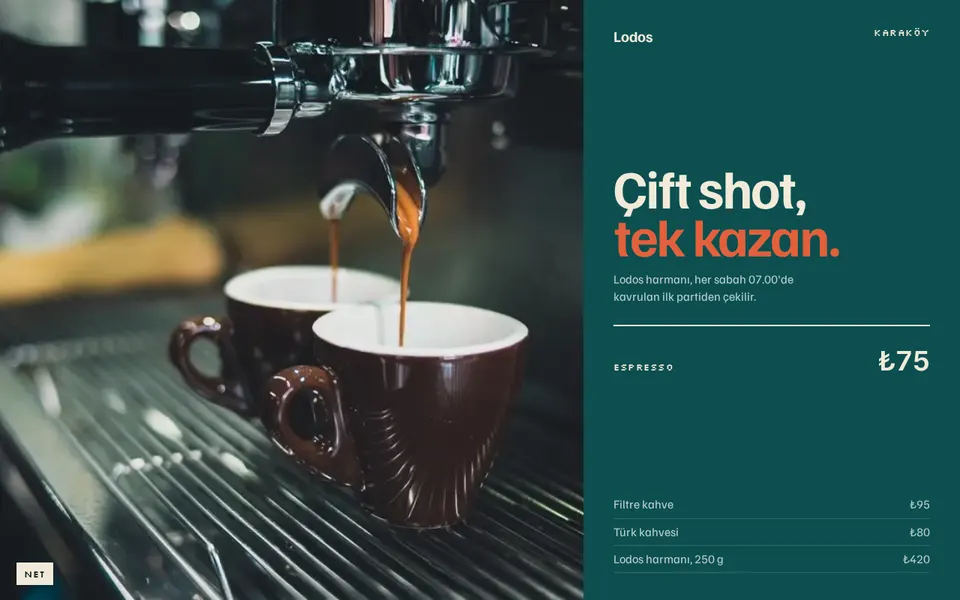 Lodos
KARAKÖY
Çift shot,
tek kazan.
Lodos harmanı, her sabah 07.00'de
kavrulan ilk partiden çekilir.
ESPRESSO ₺75
Filtre kahve ₺95
Türk kahvesi ₺80
Lodos harmanı, 250 g ₺420
NET